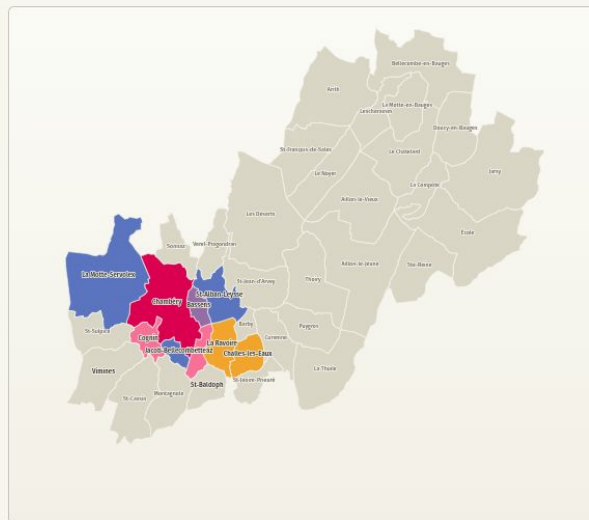 Bellecombe-en-Bauges
Arith
La Motte-en-Bauges
Lescheraines
Doucy-en-Bauges
St-François-de-Sales
Le Châtelard
Jarsy
Le Noyer
La Compôte
Aillon-le-Vieux
Les Déserts
École
Sonnaz
Verel-Pragondran
Aillon-le-Jeune
Ste-Reine
La Motte-Servolex
St-Jean-d'Arvey
Thoiry
St-Alban-Leysse
Chambéry
Bassens
Barby
Puygros
St-Sulpice
Cognin
La Ravoire
Curienne
Jacob-Bellecombette
Challes-les-Eaux
La Thuile
Vimines
St-Jeoire-Prieuré
St-Baldoph
Montagnole
St-Cassin